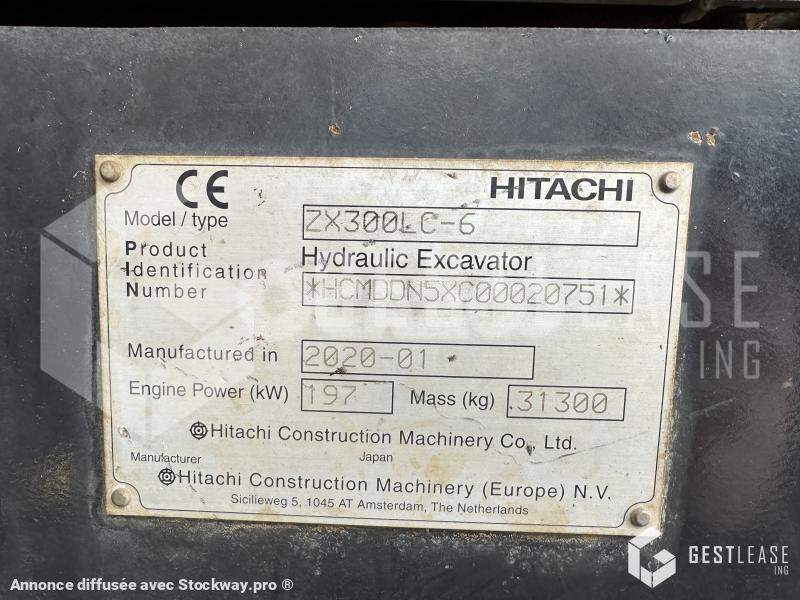 CE HITACHI
Model / type ZX300LC-6
Product Hydraulic Excavator
Identification
Number *HCMDDN5XC00020751*
Manufactured in 2020-01
Engine Power (kW) 197 Mass (kg) 31300
Hitachi Construction Machinery Co., Ltd.
Manufacturer Japan
Hitachi Construction Machinery (Europe) N.V.
Sicilieweg 5, 1045 AT Amsterdam, The Netherlands
GESTLEASE
ING
GESTLEASE
ING
Annonce diffusée avec Stockway.pro ®